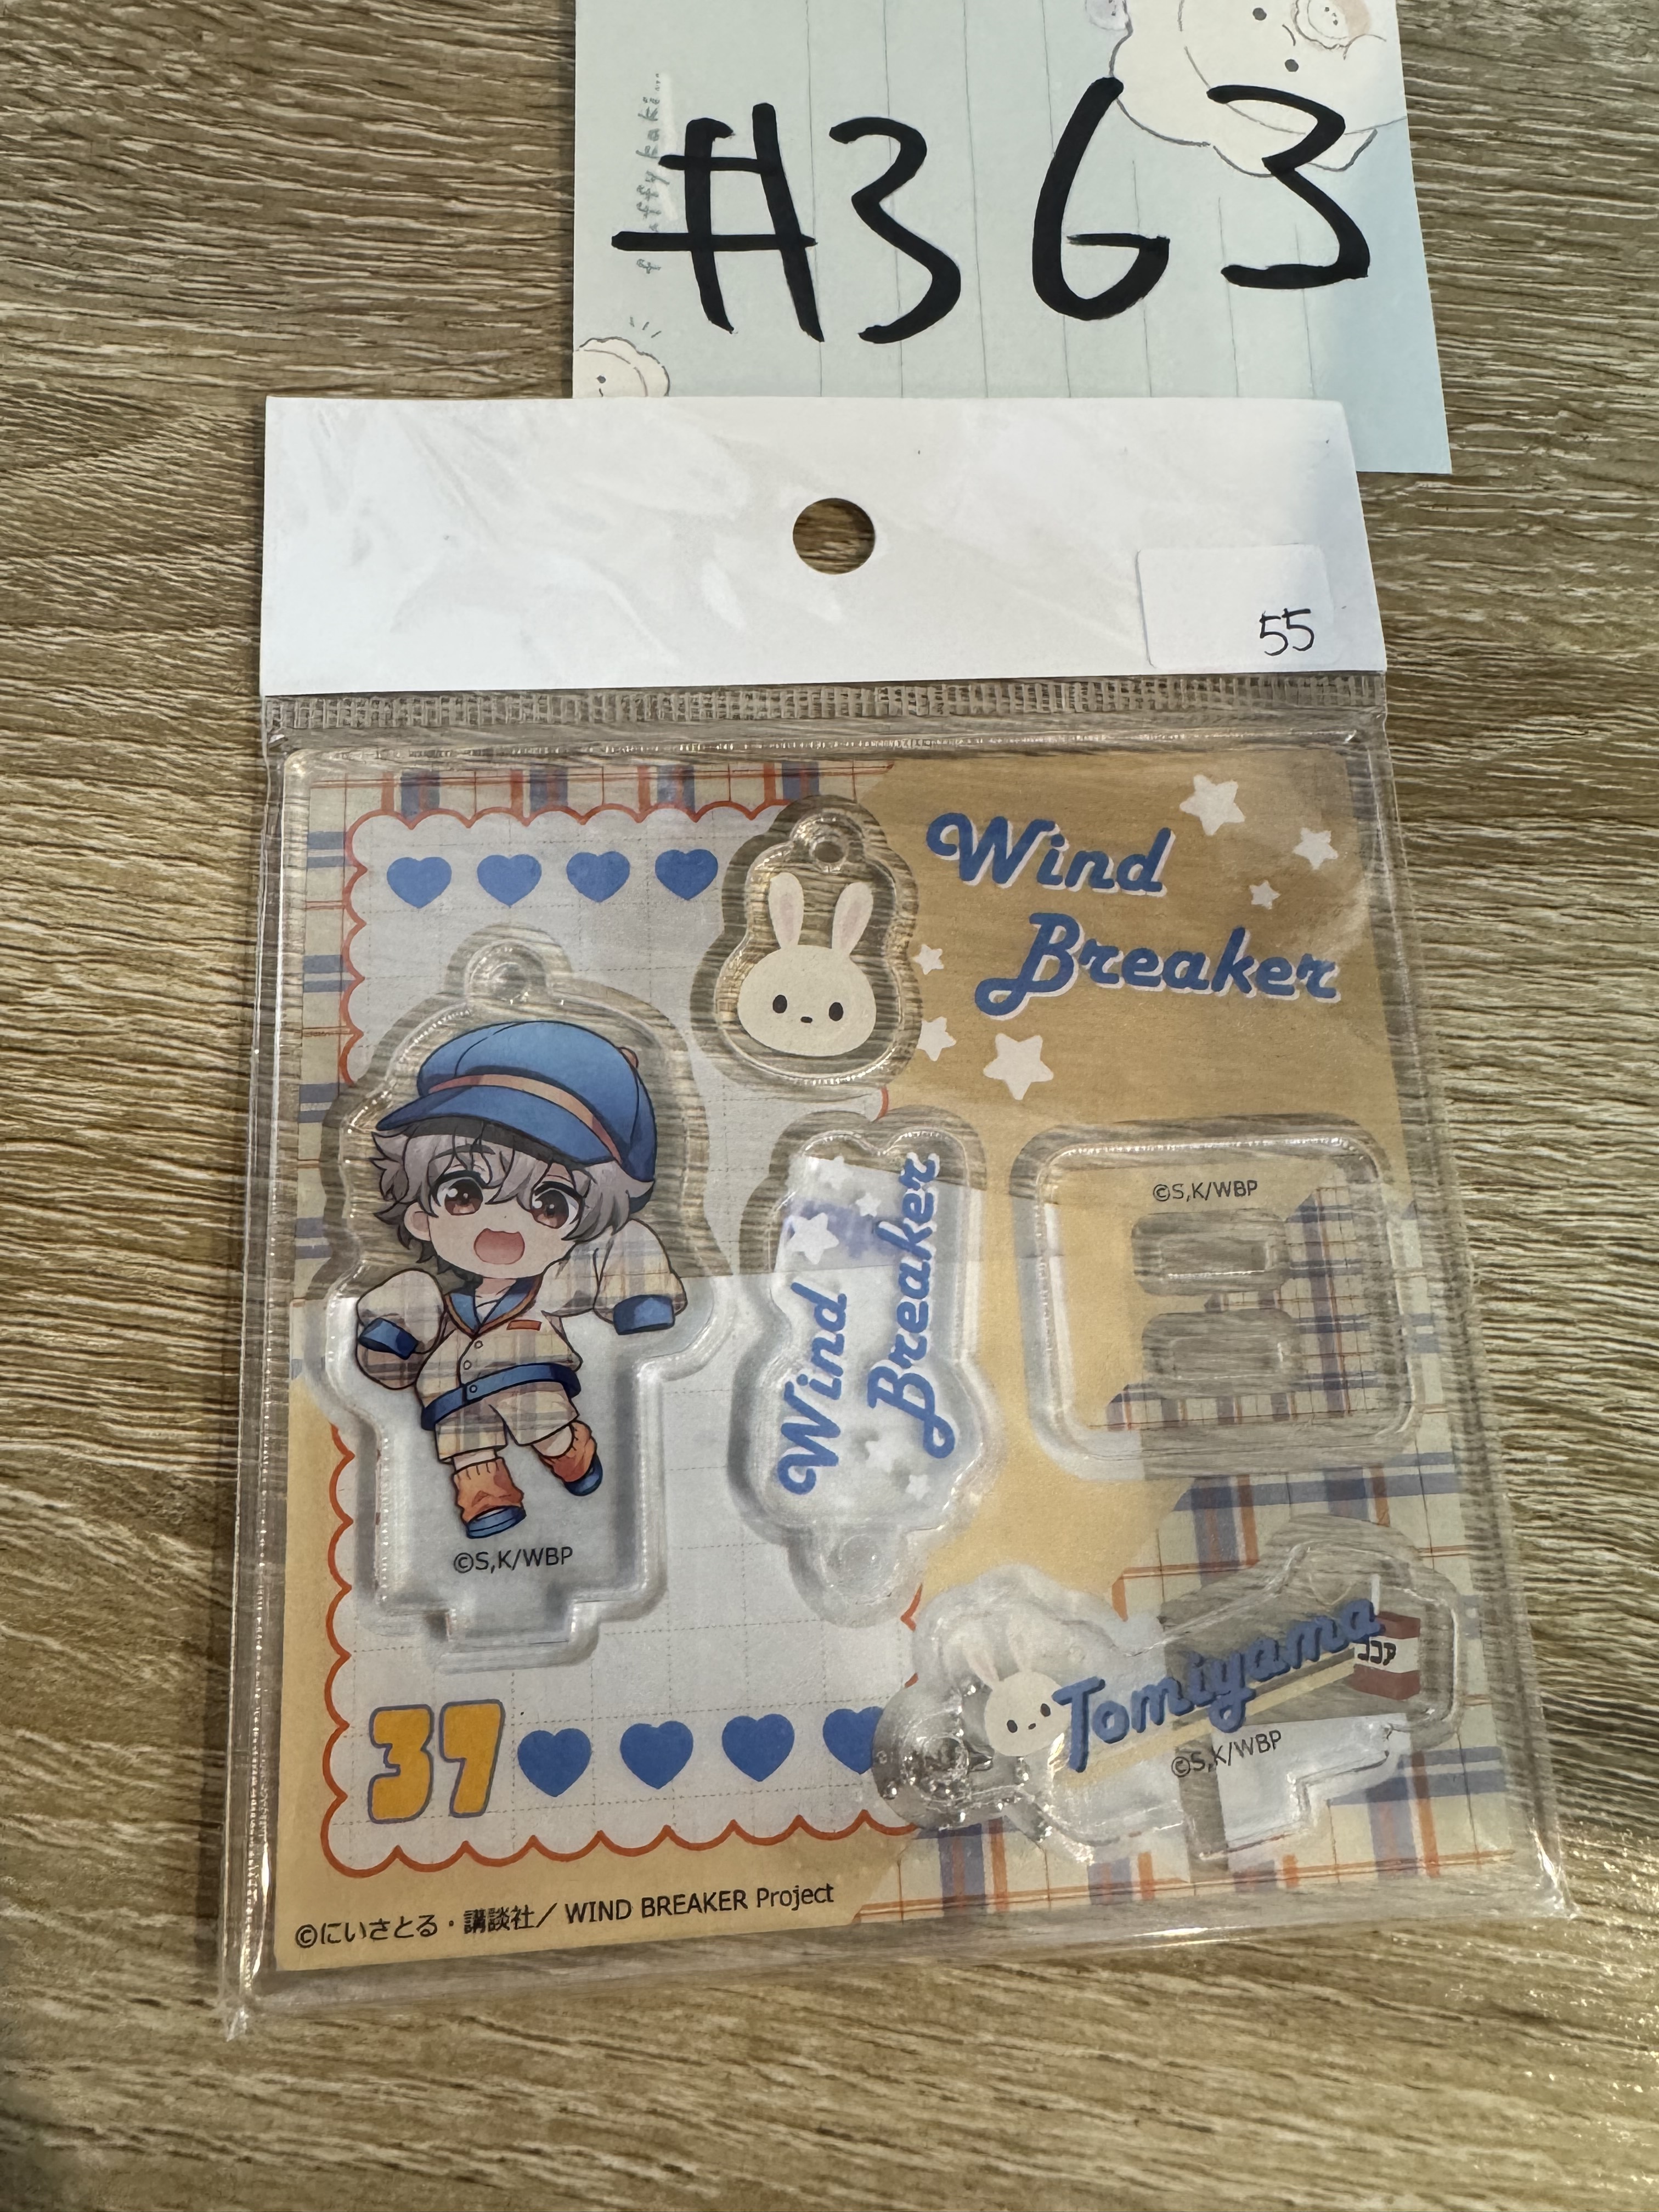 #363
fluffy kaki...
55
Wind
Breaker
Wind
Breaker
©S,K/WBP
©S,K/WBP
Tomiyama
ココア
©S,K/WBP
37
©にいさとる・講談社／ WIND BREAKER Project